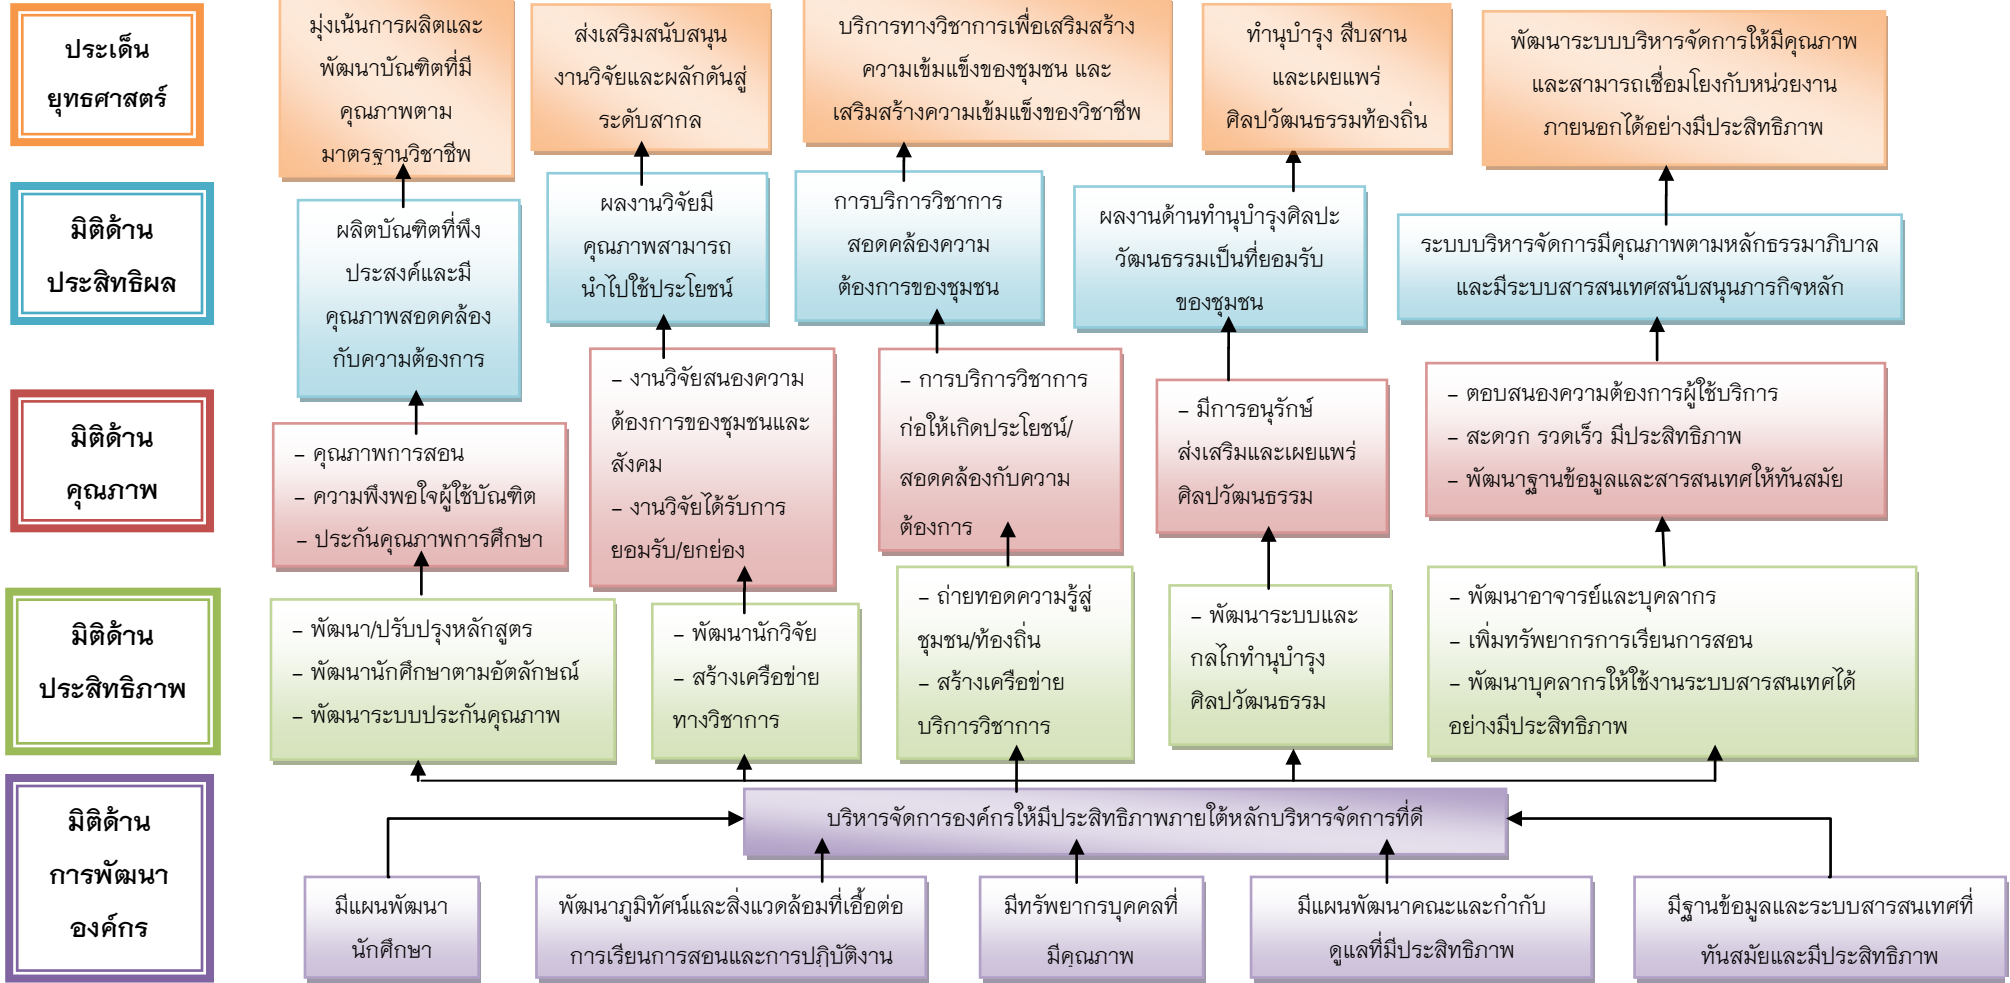 ประเด็น
ยุทธศาสตร์
มุ่งเน้นการผลิตและ
พัฒนาบัณฑิตที่มี
คุณภาพตาม
มาตรฐานวิชาชีพ
ส่งเสริมสนับสนุน
งานวิจัยและผลักดันสู่
ระดับสากล
บริการทางวิชาการเพื่อเสริมสร้าง
ความเข้มแข็งของชุมชน และ
เสริมสร้างความเข้มแข็งของวิชาชีพ
ทำนุบำรุง สืบสาน
และเผยแพร่
ศิลปวัฒนธรรมท้องถิ่น
พัฒนาระบบบริหารจัดการให้มีคุณภาพ
และสามารถเชื่อมโยงกับหน่วยงาน
ภายนอกได้อย่างมีประสิทธิภาพ
มิติด้าน
ประสิทธิผล
ผลิตบัณฑิตที่พึง
ประสงค์และมี
คุณภาพสอดคล้อง
กับความต้องการ
ผลงานวิจัยมี
คุณภาพสามารถ
นำไปใช้ประโยชน์
การบริการวิชาการ
สอดคล้องความ
ต้องการของชุมชน
ผลงานด้านทำนุบำรุงศิลปะ
วัฒนธรรมเป็นที่ยอมรับ
ของชุมชน
ระบบบริหารจัดการมีคุณภาพตามหลักธรรมาภิบาล
และมีระบบสารสนเทศสนับสนุนภารกิจหลัก
มิติด้าน
คุณภาพ
– คุณภาพการสอน
– ความพึงพอใจผู้ใช้บัณฑิต
– ประกันคุณภาพการศึกษา
– งานวิจัยสนองความ
ต้องการของชุมชนและ
สังคม
– งานวิจัยได้รับการ
ยอมรับ/ยกย่อง
– การบริการวิชาการ
ก่อให้เกิดประโยชน์/
สอดคล้องกับความ
ต้องการ
– มีการอนุรักษ์
ส่งเสริมและเผยแพร่
ศิลปวัฒนธรรม
– ตอบสนองความต้องการผู้ใช้บริการ
– สะดวก รวดเร็ว มีประสิทธิภาพ
– พัฒนาฐานข้อมูลและสารสนเทศให้ทันสมัย
มิติด้าน
ประสิทธิภาพ
– พัฒนา/ปรับปรุงหลักสูตร
– พัฒนานักศึกษาตามอัตลักษณ์
– พัฒนาระบบประกันคุณภาพ
– พัฒนานักวิจัย
– สร้างเครือข่าย
ทางวิชาการ
– ถ่ายทอดความรู้สู่
ชุมชน/ท้องถิ่น
– สร้างเครือข่าย
บริการวิชาการ
– พัฒนาระบบและ
กลไกทำนุบำรุง
ศิลปวัฒนธรรม
– พัฒนาอาจารย์และบุคลากร
– เพิ่มทรัพยากรการเรียนการสอน
– พัฒนาบุคลากรให้ใช้งานระบบสารสนเทศได้
อย่างมีประสิทธิภาพ
มิติด้าน
การพัฒนา
องค์กร
บริหารจัดการองค์กรให้มีประสิทธิภาพภายใต้หลักบริหารจัดการที่ดี
มีแผนพัฒนา
นักศึกษา
พัฒนาภูมิทัศน์และสิ่งแวดล้อมที่เอื้อต่อ
การเรียนการสอนและการปฏิบัติงาน
มีทรัพยากรบุคคลที่
มีคุณภาพ
มีแผนพัฒนาคณะและกำกับ
ดูแลที่มีประสิทธิภาพ
มีฐานข้อมูลและระบบสารสนเทศที่
ทันสมัยและมีประสิทธิภาพ